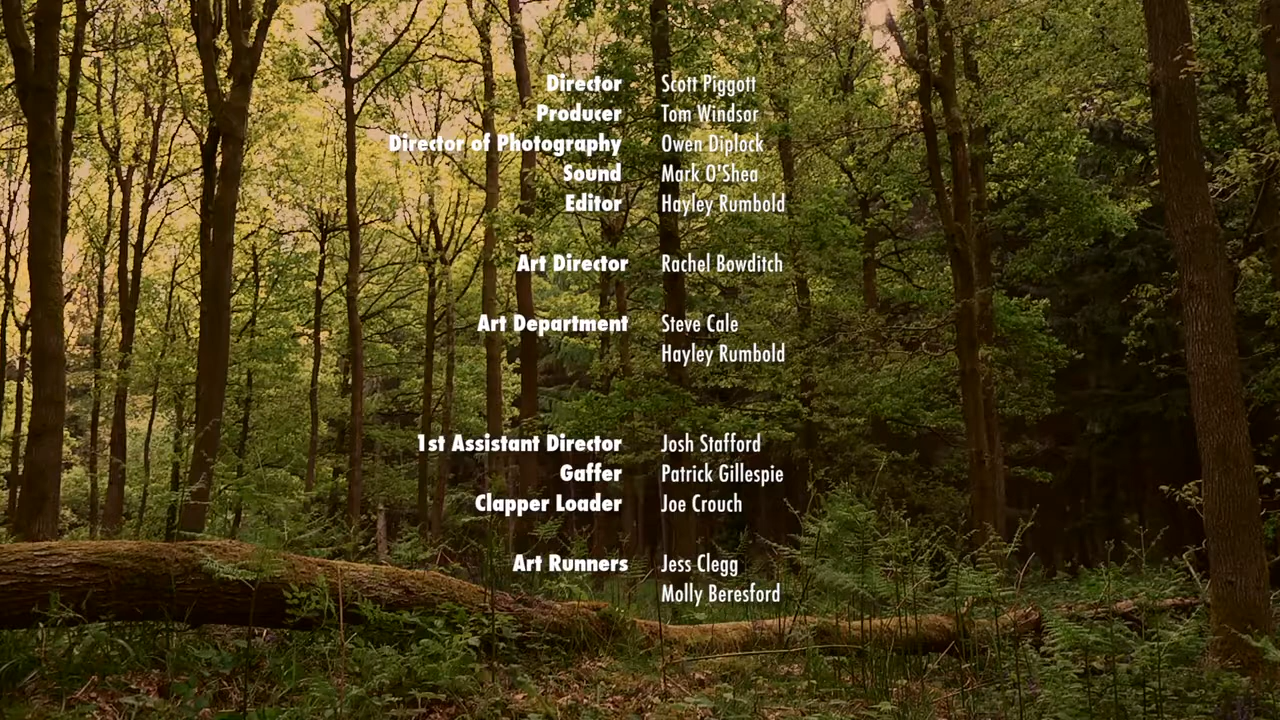 Director Scott Piggott
Producer Tom Windsor
Director of Photography Owen Diplock
Sound Mark O'Shea
Editor Hayley Rumbold
Art Director Rachel Bowditch
Art Department Steve Cale
Hayley Rumbold
1st Assistant Director Josh Stafford
Gaffer Patrick Gillespie
Clapper Loader Joe Crouch
Art Runners Jess Clegg
Molly Beresford